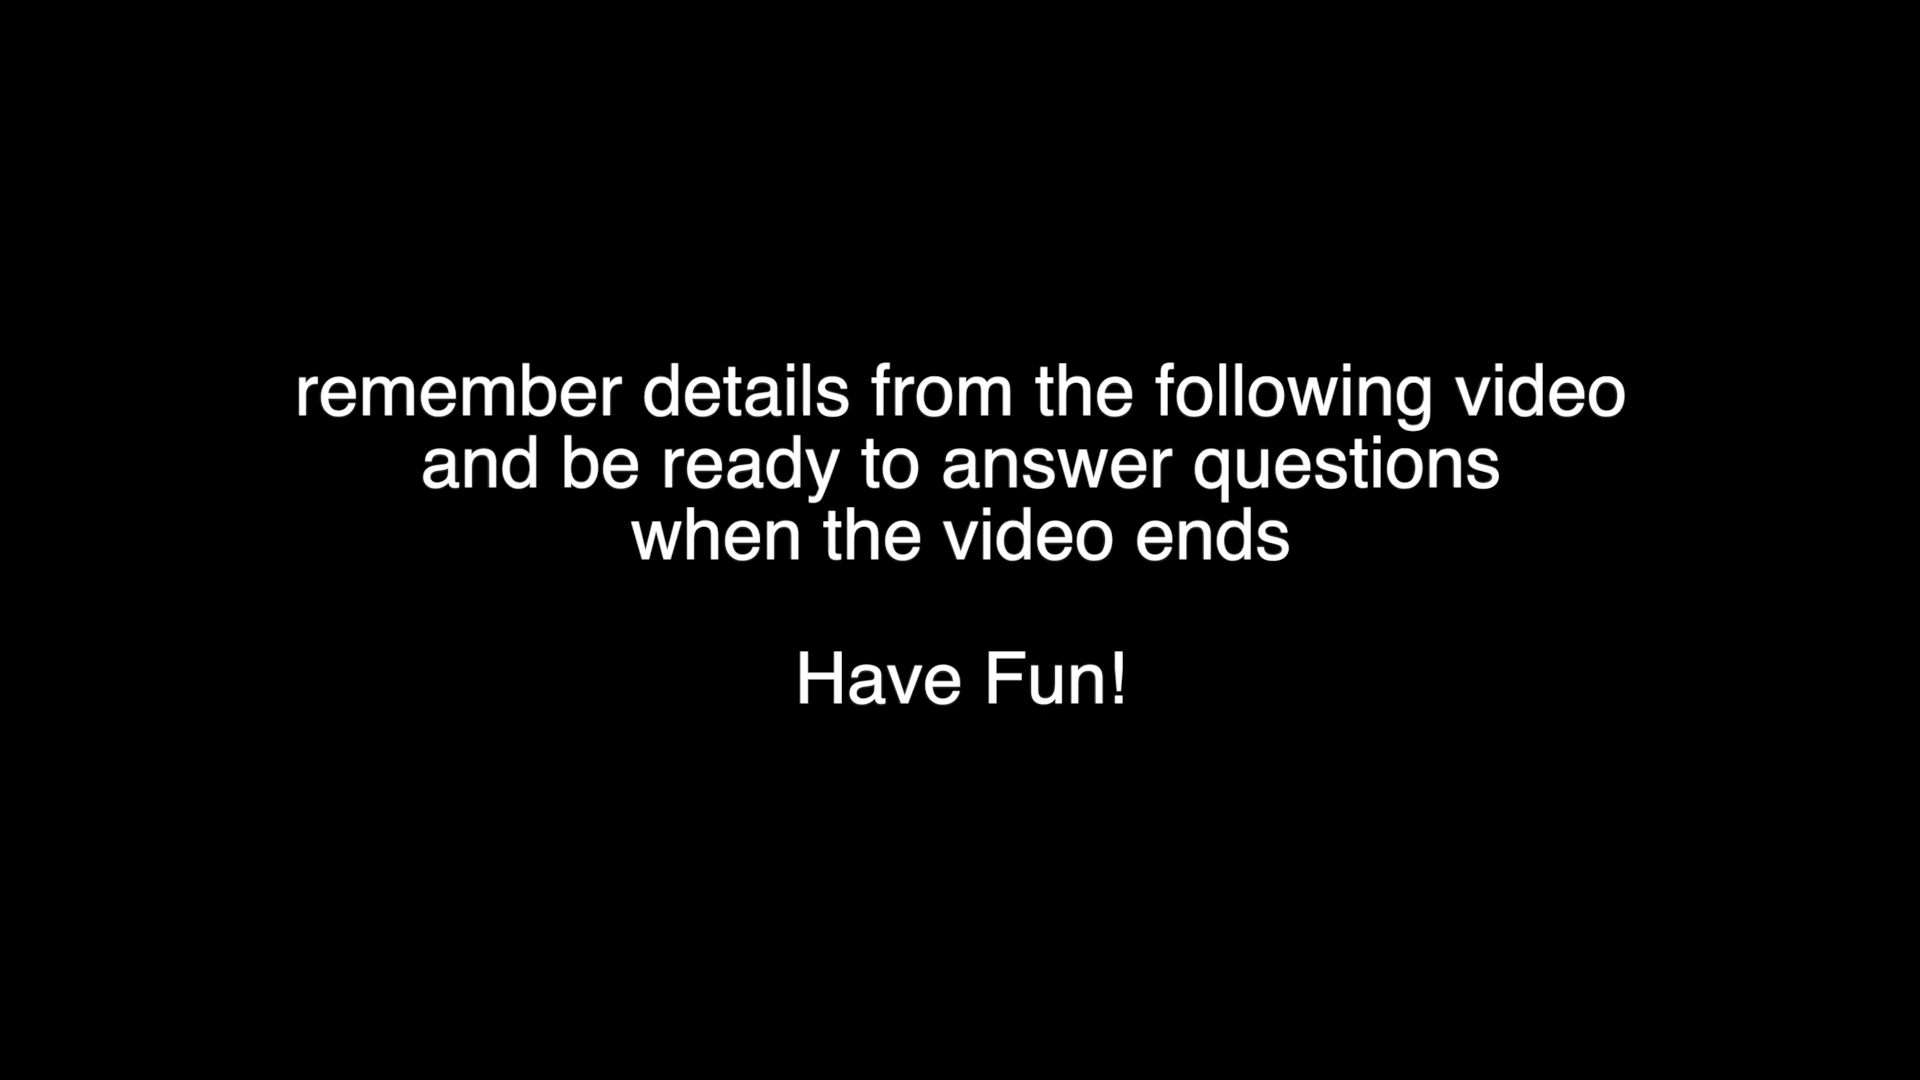 remember details from the following video
and be ready to answer questions
when the video ends
Have Fun!